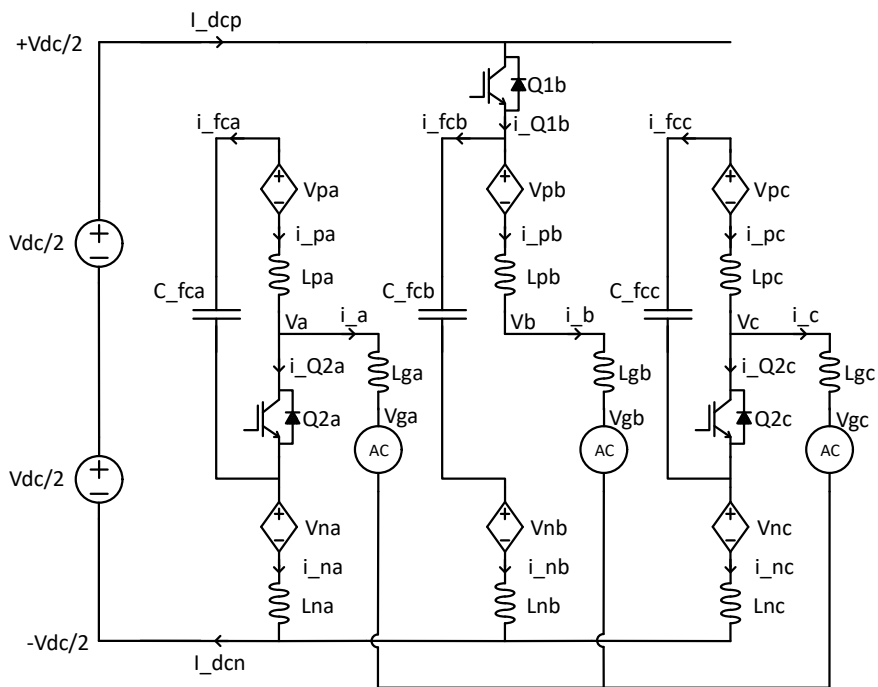 I_dcp
+Vdc/2
Q1b
i_fca
i_fcb
i_Q1b
i_fcc
+
Vpa
−
+
Vpb
−
+
Vpc
−
+
Vdc/2
−
i_pa
i_pb
i_pc
Lpa
Lpb
Lpc
C_fca
C_fcb
C_fcc
Va
i_a
Vb
i_b
Vc
i_c
i_Q2a
Lga
Lgb
i_Q2c
Lgc
Q2a
Vga
Vgb
Q2c
Vgc
AC
AC
AC
+
Vdc/2
−
+
Vna
−
+
Vnb
−
+
Vnc
−
i_na
i_nb
i_nc
Lna
Lnb
Lnc
-Vdc/2
I_dcn